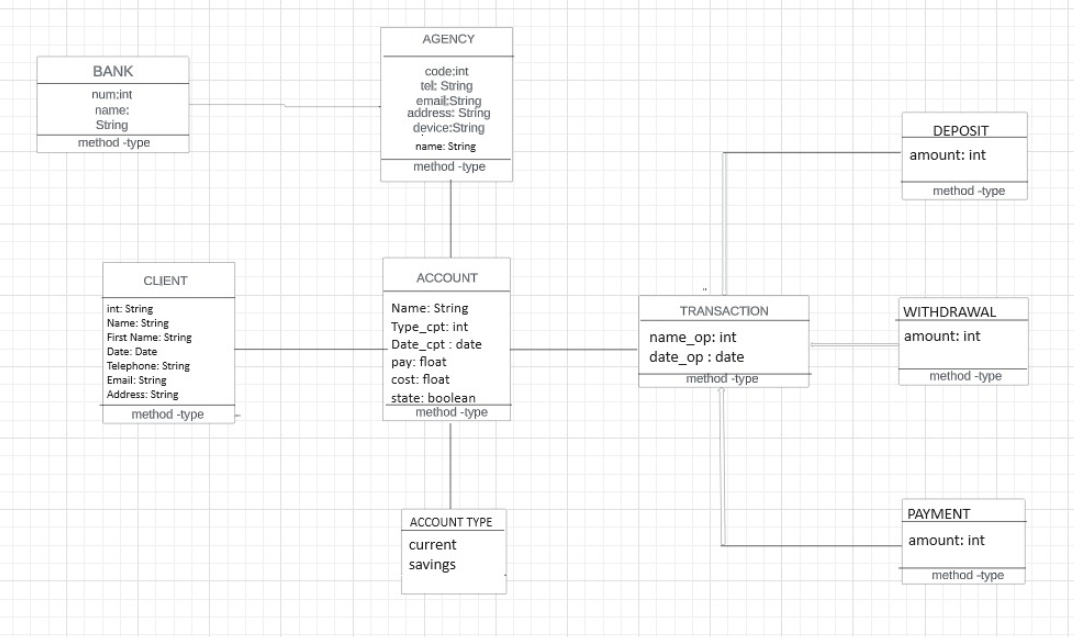 BANK
num:int
name:
String
method -type
AGENCY
code:int
tel: String
email:String
address: String
device:String
name: String
method -type
DEPOSIT
amount: int
method -type
CLIENT
int: String
Name: String
First Name: String
Date: Date
Telephone: String
Email: String
Address: String
method -type
ACCOUNT
Name: String
Type_cpt: int
Date_cpt : date
pay: float
cost: float
state: boolean
method -type
TRANSACTION
name_op: int
date_op : date
method -type
WITHDRAWAL
amount: int
method -type
ACCOUNT TYPE
current
savings
PAYMENT
amount: int
method -type